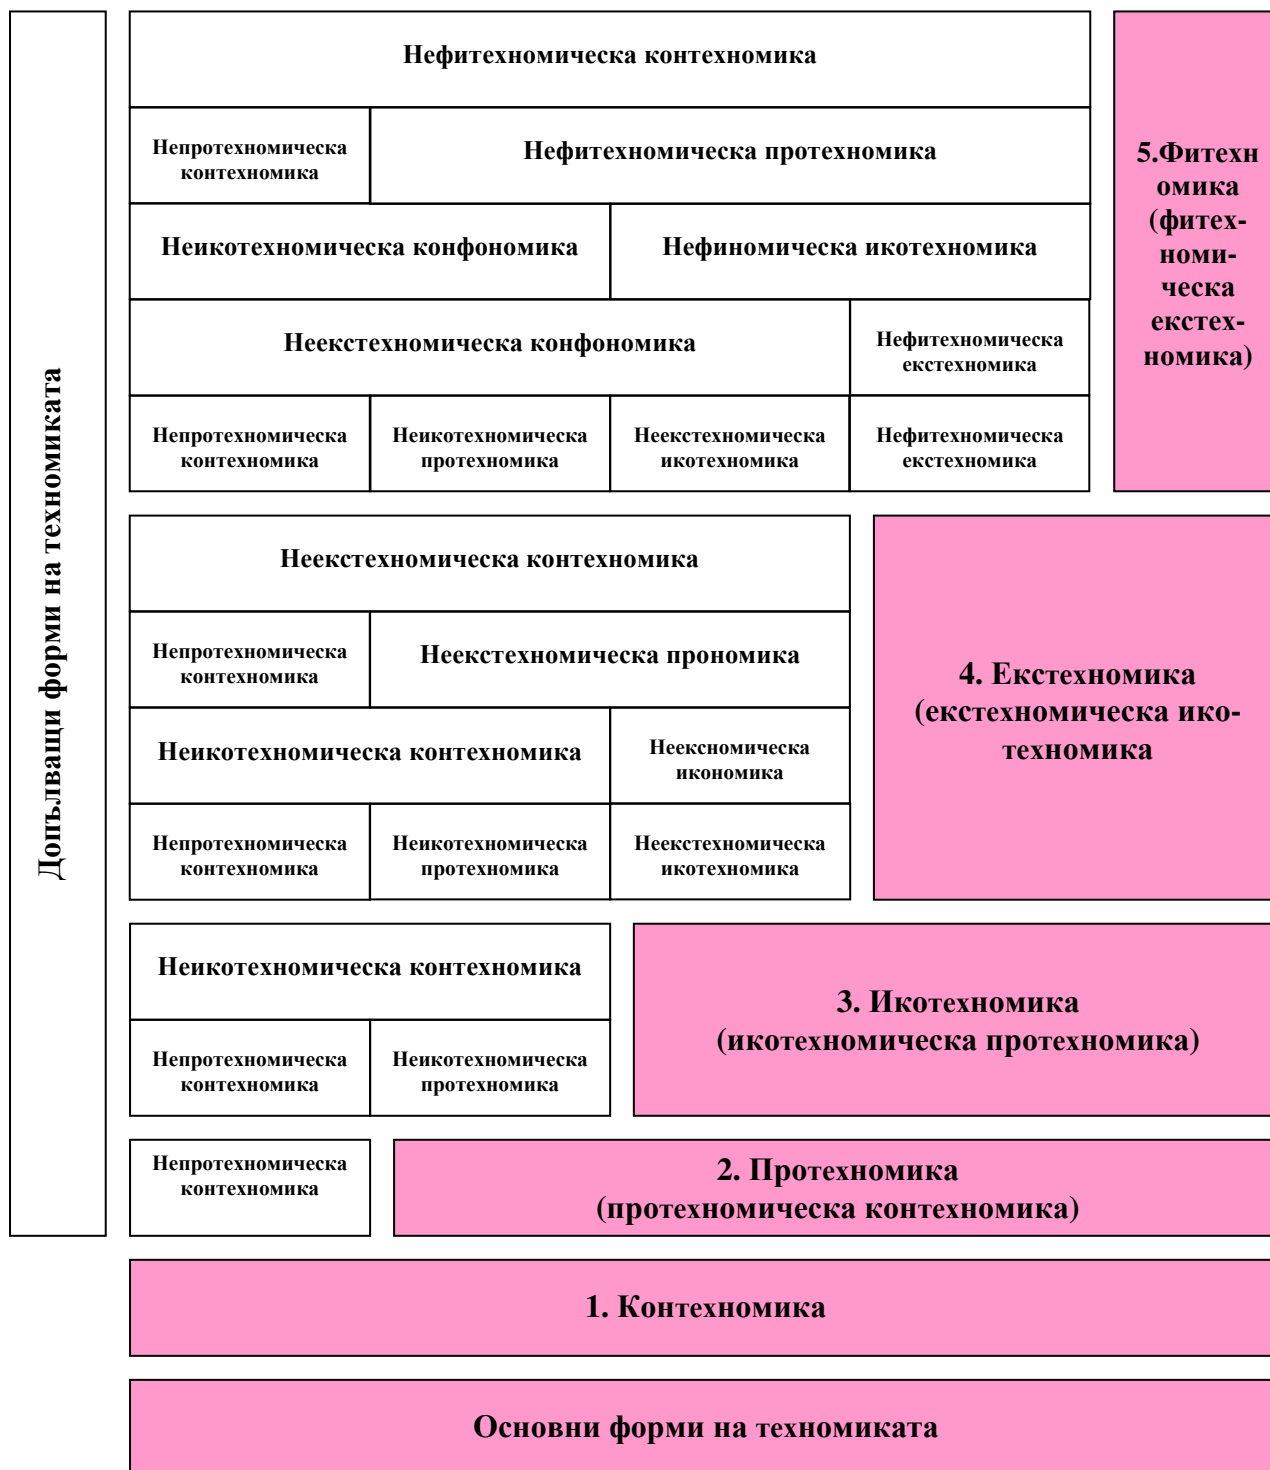 Допълващи форми на техномиката
Нефитехномическа контехномика
Непротехномическа
контехномика
Нефитехномическа протехномика
Неикотехномическа конфономика
Нефиномическа икотехномика
Неекстехномическа конфономика
Нефитехномическа
екстехномика
Непротехномическа
контехномика
Неикотехномическа
протехномика
Неекстехномическа
икотехномика
Нефитехномическа
екстехномика
5.Фитехн
омика
(фитех-
номи-
ческа
екстех-
номика)
Неекстехномическа контехномика
Непротехномическа
контехномика
Неекстехномическа прономика
Неикотехномическа контехномика
Неексномическа
икономика
Непротехномическа
контехномика
Неикотехномическа
протехномика
Неекстехномическа
икотехномика
4. Екстехномика
(екстехномическа ико-
техномика
Неикотехномическа контехномика
Непротехномическа
контехномика
Неикотехномическа
протехномика
3. Икотехномика
(икотехномическа протехномика)
Непротехномическа
контехномика
2. Протехномика
(протехномическа контехномика)
1. Контехномика
Основни форми на техномиката